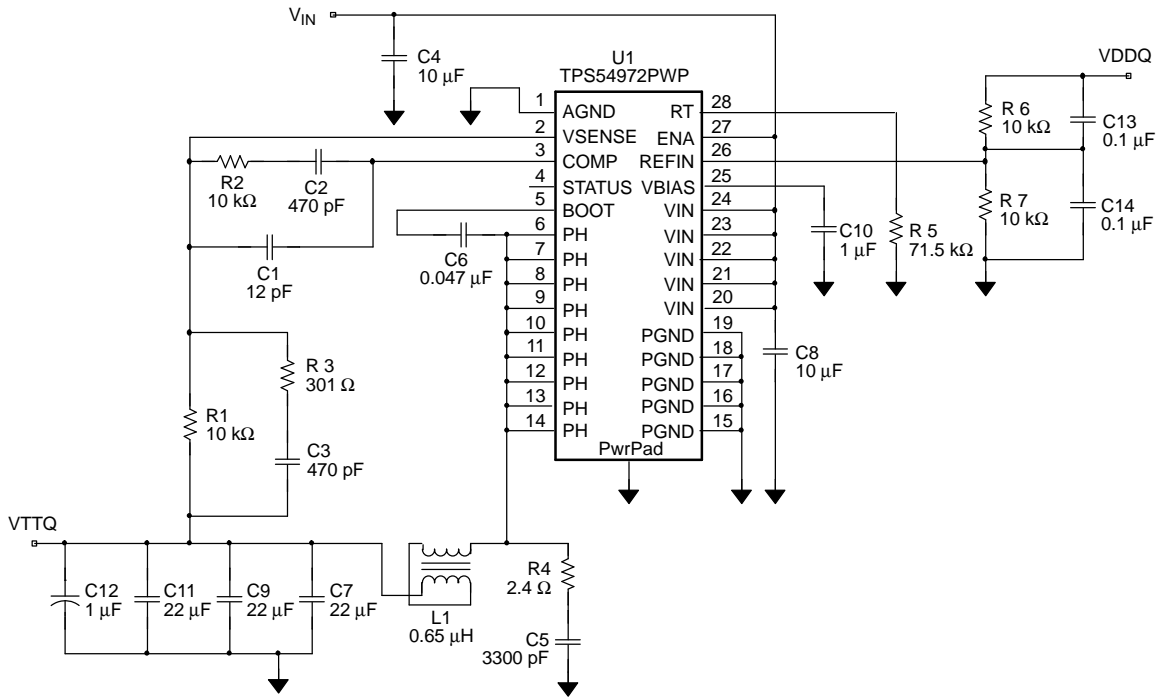 VIN
C4
10 μF
U1
TPS54972PWP
VDDQ
1
AGND
RT
28
2
VSENSE
ENA
27
3
COMP
REFIN
26
4
STATUS
VBIAS
25
5
BOOT
VIN
24
6
PH
VIN
23
7
PH
VIN
22
8
PH
VIN
21
9
PH
VIN
20
10
PH
PGND
19
11
PH
PGND
18
12
PH
PGND
17
13
PH
PGND
16
14
PH
PGND
15
PwrPad
R 6
10 kΩ
C13
0.1 μF
R2
10 kΩ
C2
470 pF
R 7
10 kΩ
C14
0.1 μF
C10
1 μF
R 5
71.5 kΩ
C1
12 pF
C6
0.047 μF
C8
10 μF
R 3
301 Ω
R1
10 kΩ
C3
470 pF
VTTQ
C12
1 μF
C11
22 μF
C9
22 μF
C7
22 μF
L1
0.65 μH
R4
2.4 Ω
C5
3300 pF